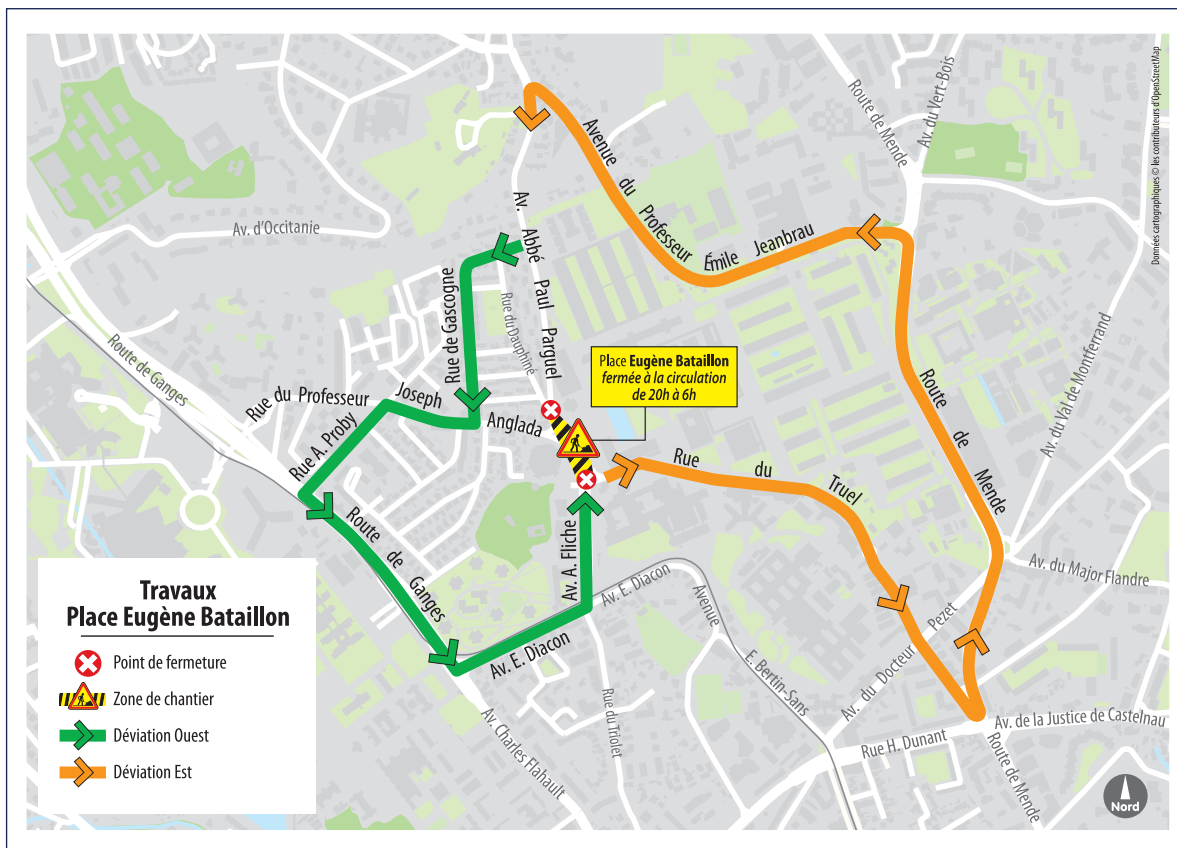 Données cartographiques © les contributeurs d'OpenStreetMap
Route de Mende
Av. du Vert-Bois
Avenue du Professeur Émile Jeanbrau
Av. d'Occitanie
Av. Abbé Paul Parguel
Rue de Gascogne
Rue du Dauphiné
Route de Ganges
Place Eugène Bataillon
fermée à la circulation
de 20h à 6h
Av. du Val de Montferrand
Rue du Professeur Joseph Anglada
Rue A. Proby
Rue du Truel
Route de Mende
Route de Ganges
Av. A. Fliche
Av. E. Diacon
Av. E. Diacon
Avenue E. Bertin-Sans
Av. du Major Flandre
Av. du Docteur Pezet
Rue du Triolet
Av. Charles Flahault
Rue H. Dunant
Av. de la Justice de Castelnau
Route de Mende
Travaux
Place Eugène Bataillon
Point de fermeture
Zone de chantier
Déviation Ouest
Déviation Est
Nord